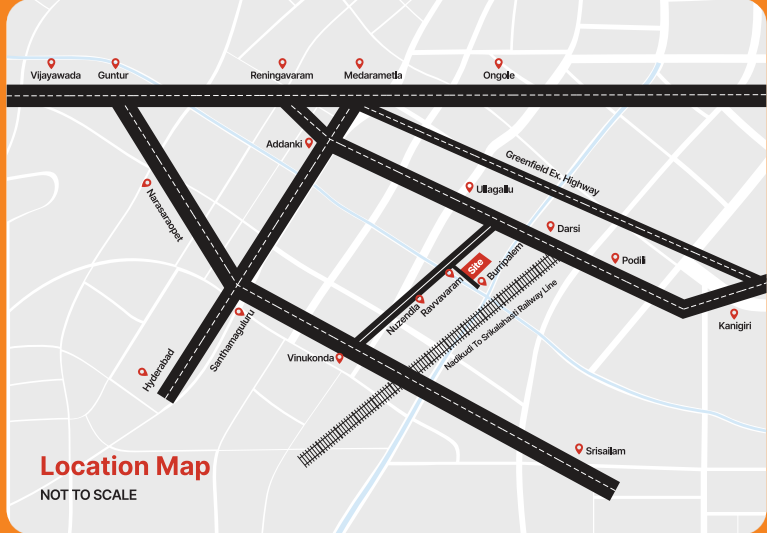 Vijayawada
Guntur
Reningavaram
Medarametla
Ongole
Addanki
Greenfield Ex. Highway
Narasaraopet
Ullagallu
Darsi
Podili
Site
Burripalem
Ravvavaram
Nuzendla
Nadikudi To Srikalahasti Railway Line
Kanigiri
Santhamaguluru
Vinukonda
Hyderabad
Srisailam
Location Map
NOT TO SCALE